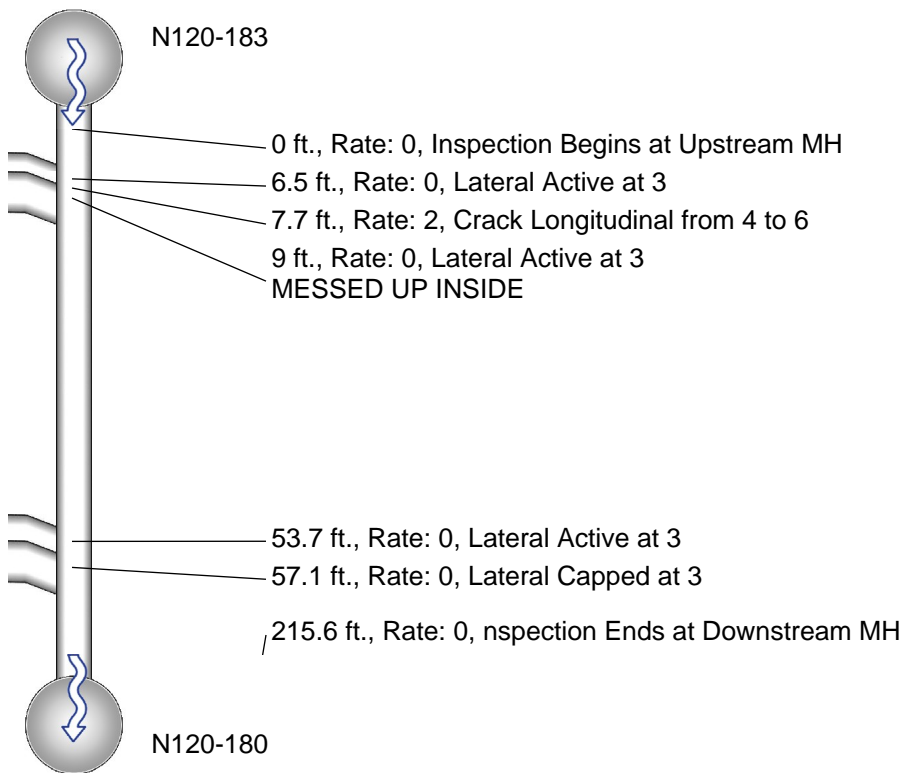 N120-183
0 ft., Rate: 0, Inspection Begins at Upstream MH
6.5 ft., Rate: 0, Lateral Active at 3
7.7 ft., Rate: 2, Crack Longitudinal from 4 to 6
9 ft., Rate: 0, Lateral Active at 3
MESSED UP INSIDE
53.7 ft., Rate: 0, Lateral Active at 3
57.1 ft., Rate: 0, Lateral Capped at 3
215.6 ft., Rate: 0, nspection Ends at Downstream MH
N120-180